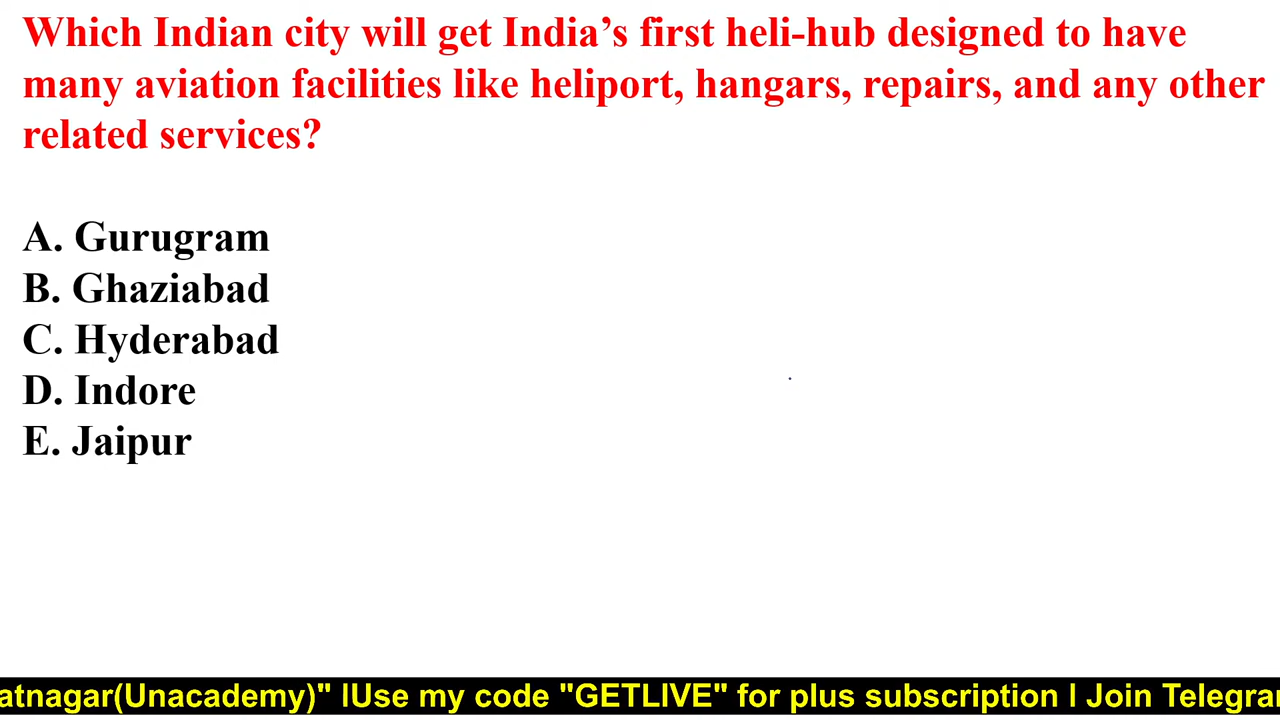 Which Indian city will get India’s first heli-hub designed to have
many aviation facilities like heliport, hangars, repairs, and any other
related services?
A. Gurugram
B. Ghaziabad
C. Hyderabad
D. Indore
E. Jaipur
atnagar(Unacademy)" lUse my code "GETLIVE" for plus subscription l Join Telegra